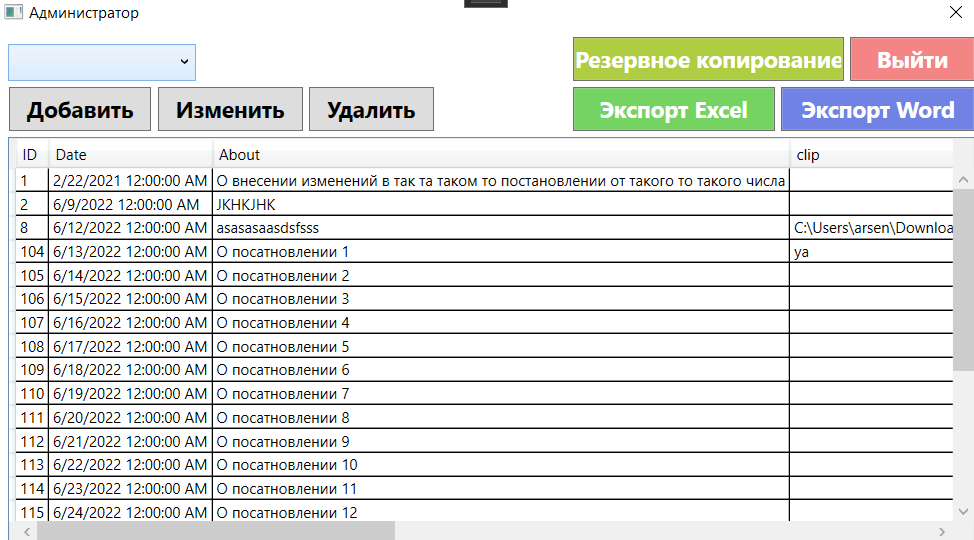 Администратор
Резервное копирование Выйти
Добавить Изменить Удалить Экспорт Excel Экспорт Word
ID Date About clip
1 2/22/2021 12:00:00 AM О внесении изменений в так та таком то постановлении от такого то такого числа
2 6/9/2022 12:00:00 AM JKHKJHK
8 6/12/2022 12:00:00 AM asasasaasdsfsss C:\Users\arsen\Downloa
104 6/13/2022 12:00:00 AM О посатновлении 1 ya
105 6/14/2022 12:00:00 AM О посатновлении 2
106 6/15/2022 12:00:00 AM О посатновлении 3
107 6/16/2022 12:00:00 AM О посатновлении 4
108 6/17/2022 12:00:00 AM О посатновлении 5
109 6/18/2022 12:00:00 AM О посатновлении 6
110 6/19/2022 12:00:00 AM О посатновлении 7
111 6/20/2022 12:00:00 AM О посатновлении 8
112 6/21/2022 12:00:00 AM О посатновлении 9
113 6/22/2022 12:00:00 AM О посатновлении 10
114 6/23/2022 12:00:00 AM О посатновлении 11
115 6/24/2022 12:00:00 AM О посатновлении 12